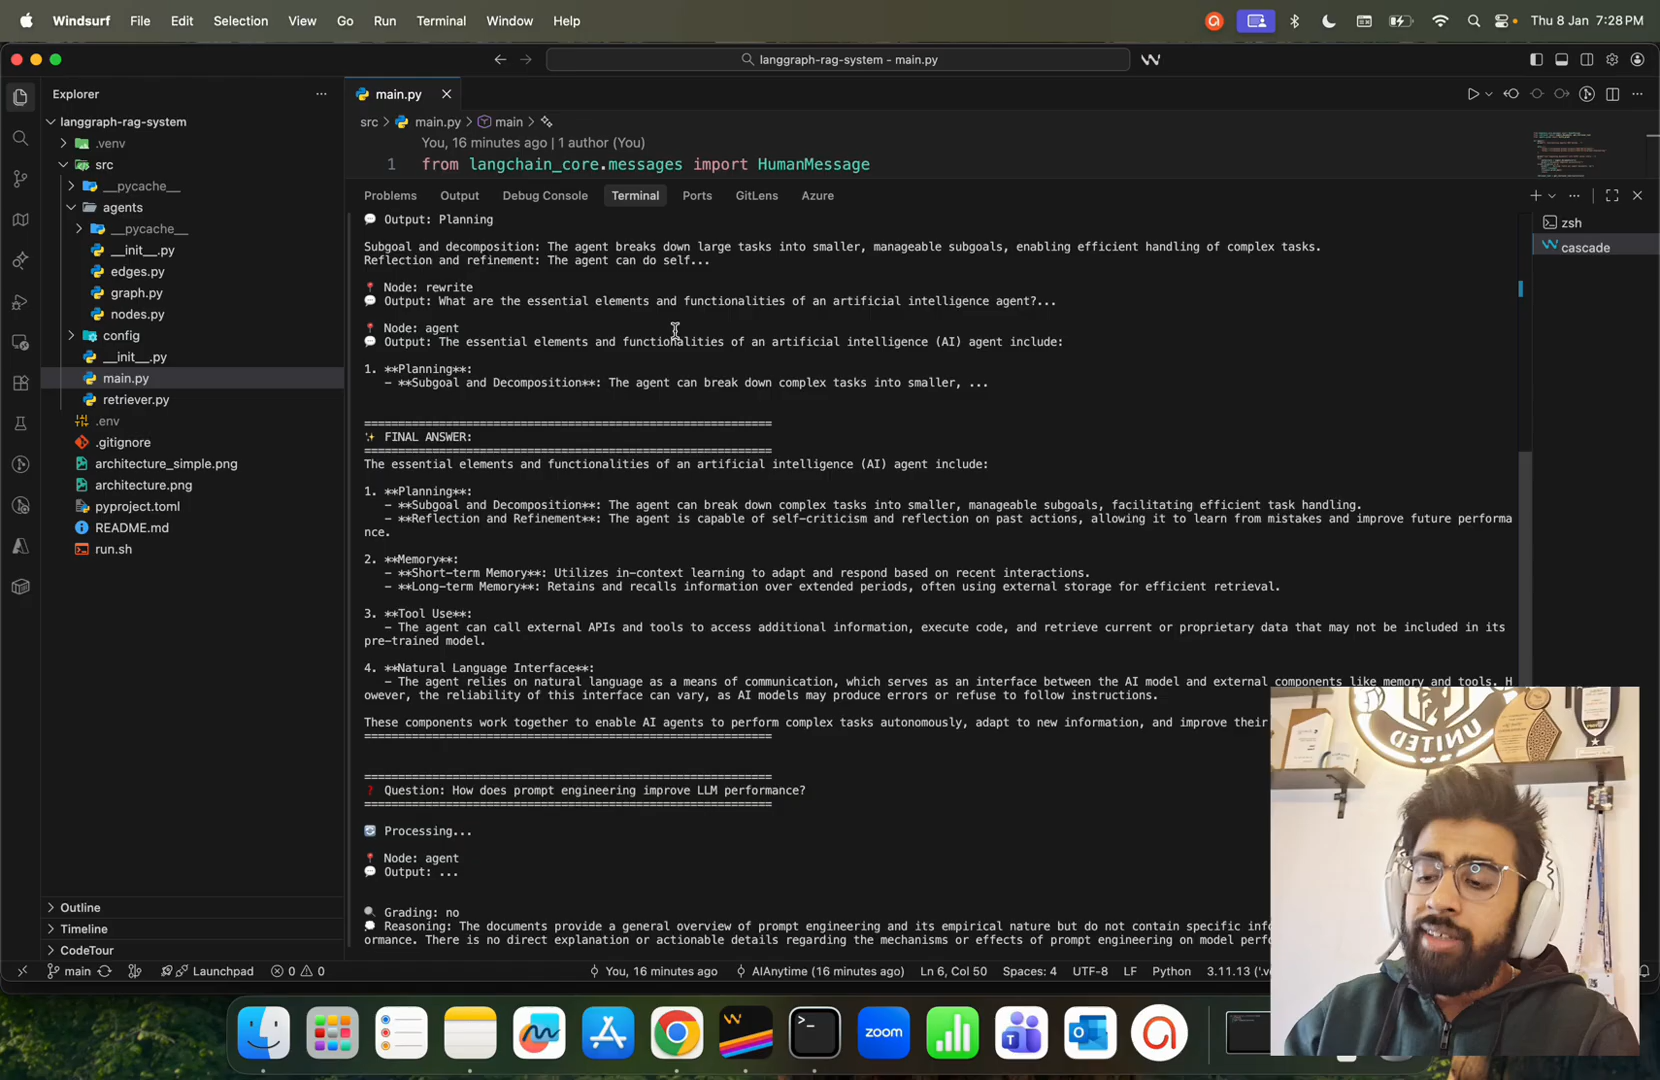 Windsurf File Edit Selection View Go Run Terminal Window Help
Thu 8 Jan 7:28 PM
langgraph-rag-system - main.py
Explorer
langgraph-rag-system
.venv
src
__pycache__
agents
__pycache__
__init__.py
edges.py
graph.py
nodes.py
config
__init__.py
main.py
retriever.py
.env
.gitignore
architecture_simple.png
architecture.png
pyproject.toml
README.md
run.sh
Outline
Timeline
CodeTour
main.py
src > main.py > main >
You, 16 minutes ago | 1 author (You)
1 from langchain_core.messages import HumanMessage
Problems Output Debug Console Terminal Ports GitLens Azure
zsh
cascade
Output: Planning
Subgoal and decomposition: The agent breaks down large tasks into smaller, manageable subgoals, enabling efficient handling of complex tasks.
Reflection and refinement: The agent can do self...
Node: rewrite
Output: What are the essential elements and functionalities of an artificial intelligence agent?...
Node: agent
Output: The essential elements and functionalities of an artificial intelligence (AI) agent include:
1. **Planning**:
- **Subgoal and Decomposition**: The agent can break down complex tasks into smaller, ...
============================================================
FINAL ANSWER:
============================================================
The essential elements and functionalities of an artificial intelligence (AI) agent include:
1. **Planning**:
- **Subgoal and Decomposition**: The agent can break down complex tasks into smaller, manageable subgoals, facilitating efficient task handling.
- **Reflection and Refinement**: The agent is capable of self-criticism and reflection on past actions, allowing it to learn from mistakes and improve future performa
nce.
2. **Memory**:
- **Short-term Memory**: Utilizes in-context learning to adapt and respond based on recent interactions.
- **Long-term Memory**: Retains and recalls information over extended periods, often using external storage for efficient retrieval.
3. **Tool Use**:
- The agent can call external APIs and tools to access additional information, execute code, and retrieve current or proprietary data that may not be included in its
pre-trained model.
4. **Natural Language Interface**:
- The agent relies on natural language as a means of communication, which serves as an interface between the AI model and external components like memory and tools. H
owever, the reliability of this interface can vary, as AI models may produce errors or refuse to follow instructions.
These components work together to enable AI agents to perform complex tasks autonomously, adapt to new information, and improve their
============================================================
============================================================
Question: How does prompt engineering improve LLM performance?
============================================================
Processing...
Node: agent
Output: ...
Grading: no
Reasoning: The documents provide a general overview of prompt engineering and its empirical nature but do not contain specific
ormance. There is no direct explanation or actionable details regarding the mechanisms or effects of prompt engineering on model
UNITED
main Launchpad 0 0 You, 16 minutes ago AIAnytime (16 minutes ago) Ln 6, Col 50 Spaces: 4 UTF-8 LF Python 3.11.13
zoom